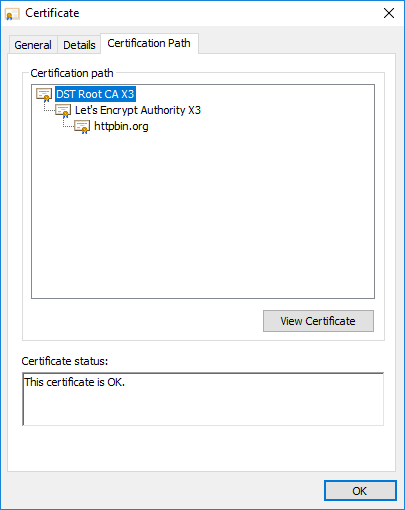 Certificate
General
Details
Certification Path
Certification path
DST Root CA X3
Let's Encrypt Authority X3
httpbin.org
View Certificate
Certificate status:
This certificate is OK.
OK